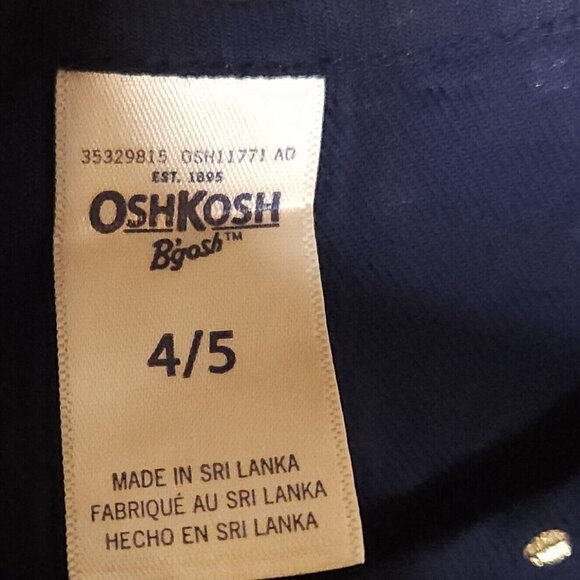 35329815 OSH11771 AD
EST. 1895
OSHKOSH
B'gosh™
4/5
MADE IN SRI LANKA
FABRIQUÉ AU SRI LANKA
HECHO EN SRI LANKA